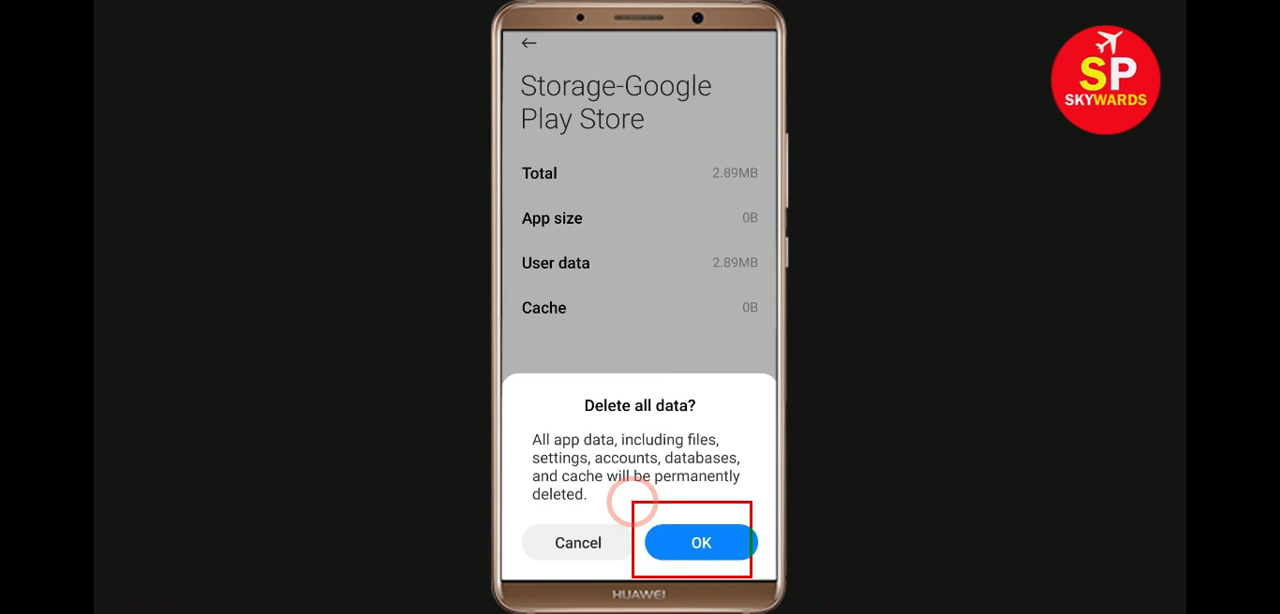 Storage-Google
Play Store
Total 2.89MB
App size 0B
User data 2.89MB
Cache 0B
Delete all data?
All app data, including files,
settings, accounts, databases,
and cache will be permanently
deleted.
Cancel OK
HUAWEI
SP
SKYWARDS